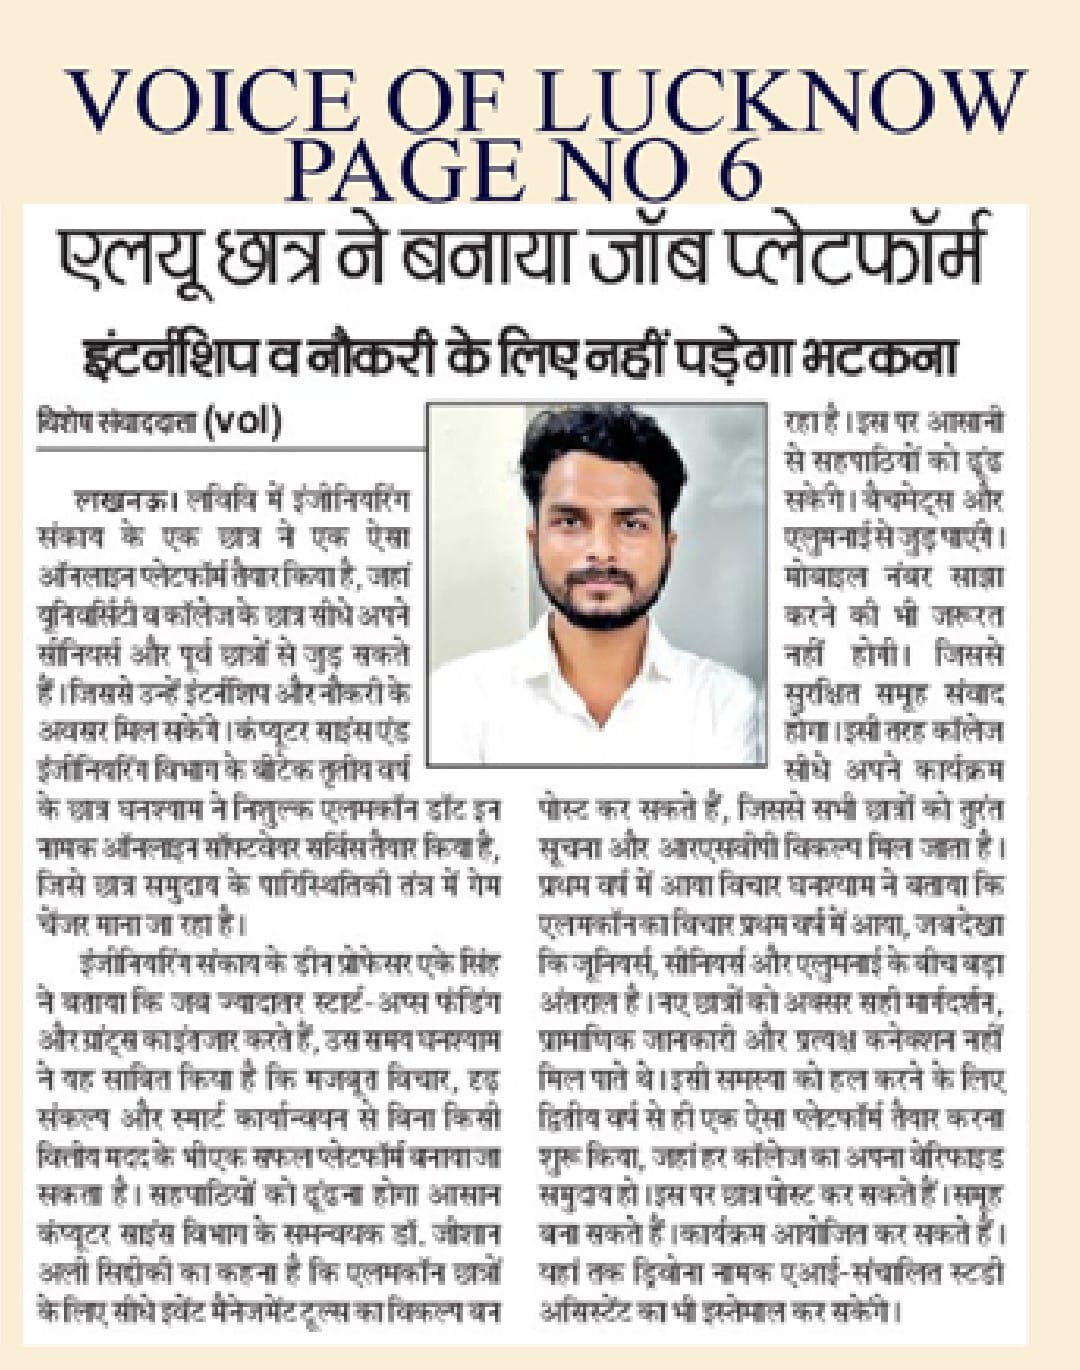 VOICE OF LUCKNOW
PAGE NO 6
एलयू छात्र ने बनाया जॉब प्लेटफॉर्म
इंटर्नशिप व नौकरी के लिए नहीं पड़ेगा भटकना
विशेष संवाददाता (vol)
लखनऊ। लविवि में इंजीनियरिंग
संकाय के एक छात्र ने एक ऐसा
ऑनलाइन प्लेटफॉर्म तैयार किया है, जहां
यूनिवर्सिटी व कॉलेज के छात्र सीधे अपने
सीनियर्स और पूर्व छात्रों से जुड़ सकते
हैं। जिससे उन्हें इंटर्नशिप और नौकरी के
अवसर मिल सकेंगे। कंप्यूटर साइंस एंड
इंजीनियरिंग विभाग के बीटेक तृतीय वर्ष
के छात्र घनश्याम ने निशुल्क एलमकॉन डॉट इन
नामक ऑनलाइन सॉफ्टवेयर सर्विस तैयार किया है,
जिसे छात्र समुदाय के पारिस्थितिकी तंत्र में गेम
चेंजर माना जा रहा है।
इंजीनियरिंग संकाय के डीन प्रोफेसर एके सिंह
ने बताया कि जब ज्यादातर स्टार्ट-अप्स फंडिंग
और ग्रांट्स का इंतजार करते हैं, उस समय घनश्याम
ने यह साबित किया है कि मजबूत विचार, दृढ़
संकल्प और स्मार्ट कार्यान्वयन से बिना किसी
वित्तीय मदद के भी एक सफल प्लेटफॉर्म बनाया जा
सकता है। सहपाठियों को ढूंढना होगा आसान
कंप्यूटर साइंस विभाग के समन्वयक डॉ. जीशान
अली सिद्दीकी का कहना है कि एलमकॉन छात्रों
के लिए सीधे इवेंट मैनेजमेंट टूल्स का विकल्प बन
रहा है। इस पर आसानी
से सहपाठियों को ढूंढ
सकेंगे। बैचमेट्स और
एलुमनाई से जुड़ पाएंगे।
मोबाइल नंबर साझा
करने की भी जरूरत
नहीं होगी। जिससे
सुरक्षित समूह संवाद
होगा। इसी तरह कॉलेज
सीधे अपने कार्यक्रम
पोस्ट कर सकते हैं, जिससे सभी छात्रों को तुरंत
सूचना और आरएसवीपी विकल्प मिल जाता है।
प्रथम वर्ष में आया विचार घनश्याम ने बताया कि
एलमकॉन का विचार प्रथम वर्ष में आया, जब देखा
कि जूनियर्स, सीनियर्स और एलुमनाई के बीच बड़ा
अंतराल है। नए छात्रों को अक्सर सही मार्गदर्शन,
प्रामाणिक जानकारी और प्रत्यक्ष कनेक्शन नहीं
मिल पाते थे। इसी समस्या को हल करने के लिए
द्वितीय वर्ष से ही एक ऐसा प्लेटफॉर्म तैयार करना
शुरू किया, जहां हर कॉलेज का अपना वेरिफाइड
समुदाय हो। इस पर छात्र पोस्ट कर सकते हैं। समूह
बना सकते हैं। कार्यक्रम आयोजित कर सकते हैं।
यहां तक ड्रिवोना नामक एआई-संचालित स्टडी
असिस्टेंट का भी इस्तेमाल कर सकेंगे।